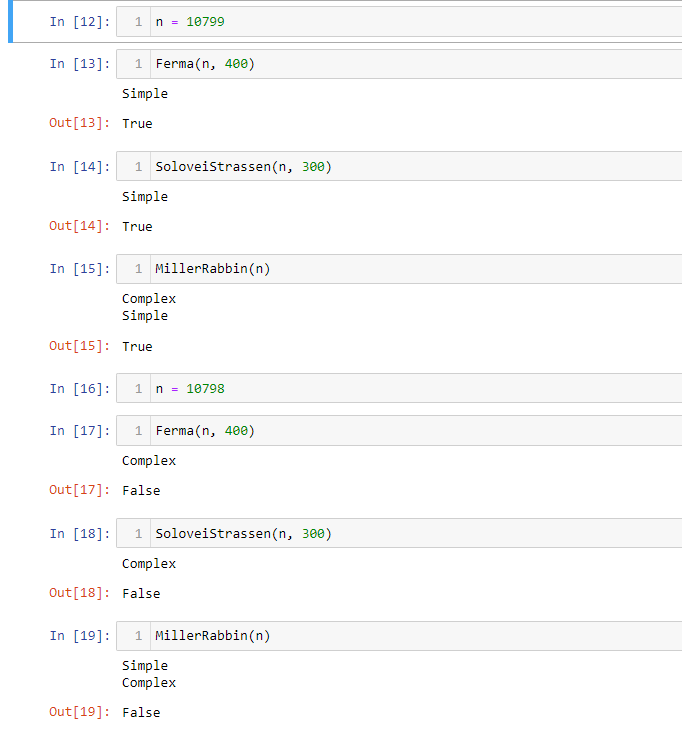 In [12]: 1 n = 10799
In [13]: 1 Ferma(n, 400)
Simple
Out[13]: True
In [14]: 1 SoloveiStrassen(n, 300)
Simple
Out[14]: True
In [15]: 1 MillerRabbin(n)
Complex
Simple
Out[15]: True
In [16]: 1 n = 10798
In [17]: 1 Ferma(n, 400)
Complex
Out[17]: False
In [18]: 1 SoloveiStrassen(n, 300)
Complex
Out[18]: False
In [19]: 1 MillerRabbin(n)
Simple
Complex
Out[19]: False